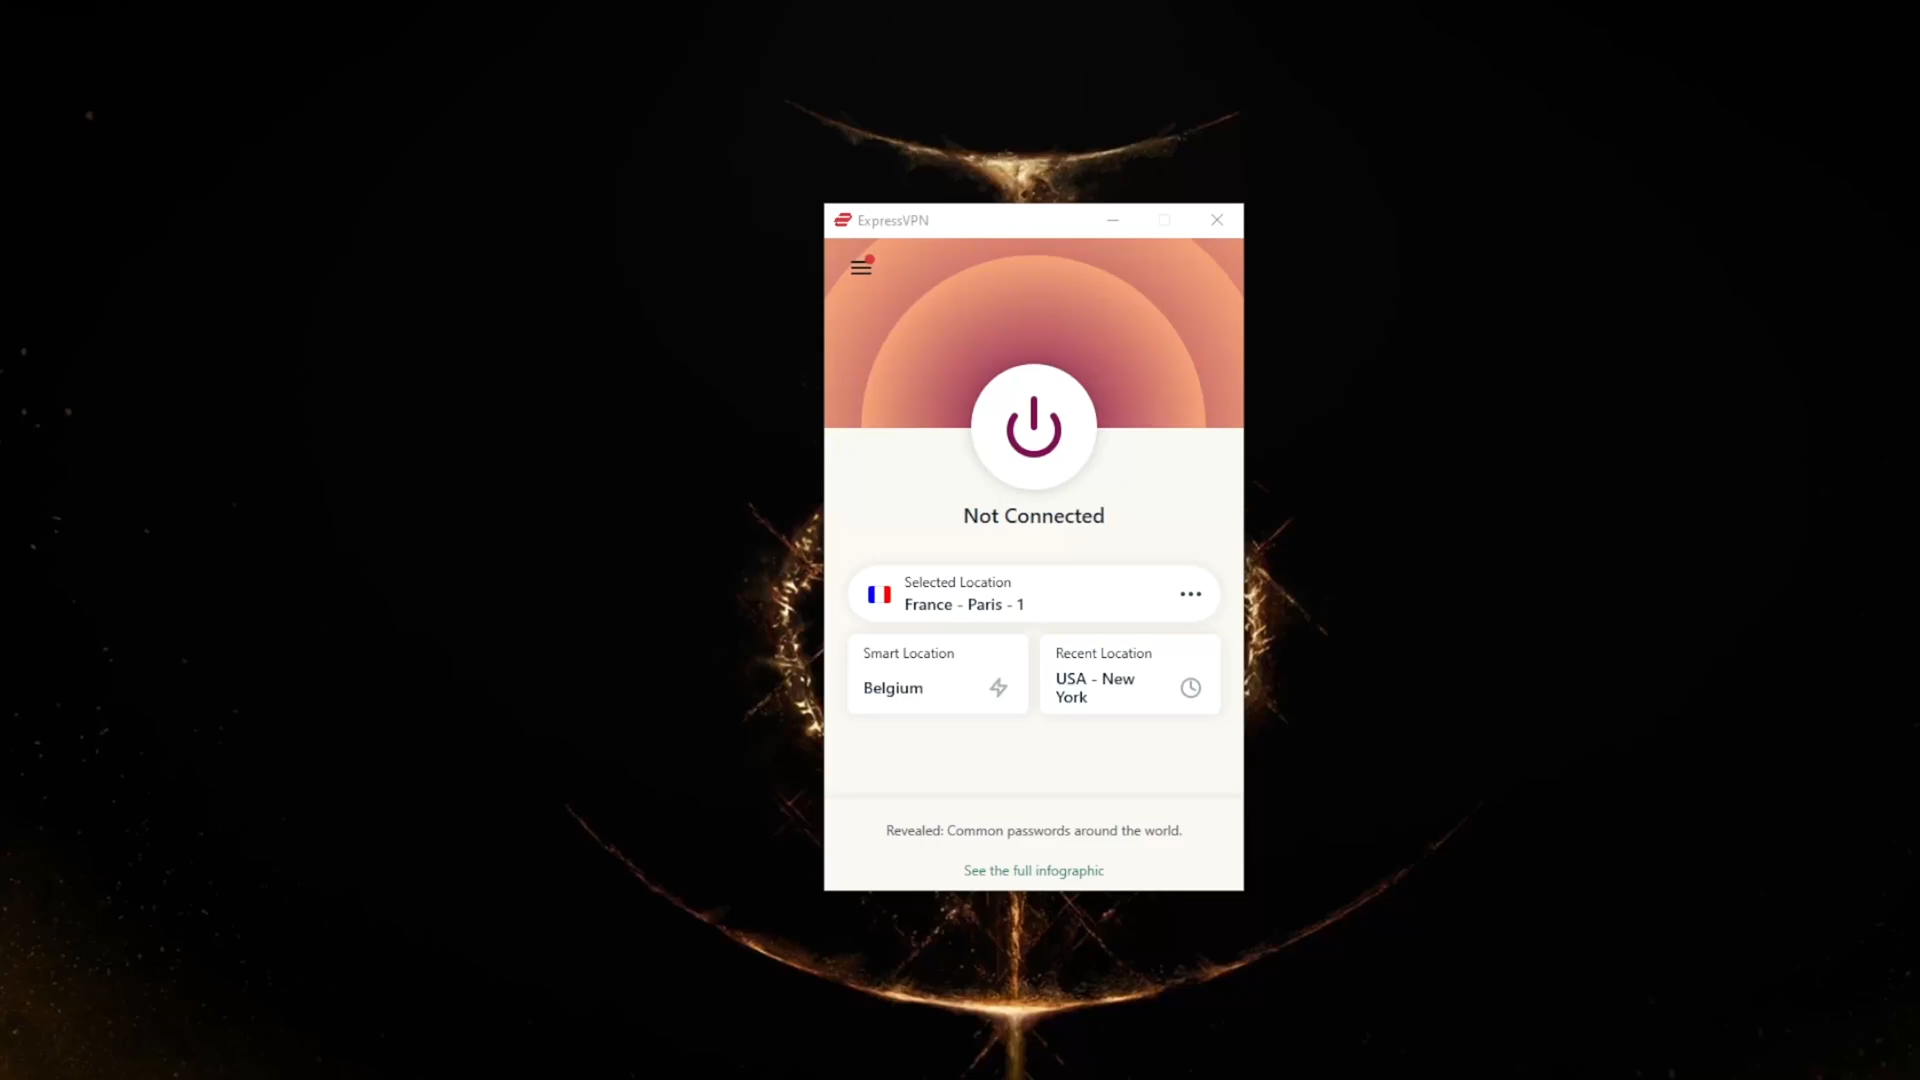 ExpressVPN
Not Connected
Selected Location
France - Paris - 1
Smart Location
Belgium
Recent Location
USA - New
York
Revealed: Common passwords around the world.
See the full infographic